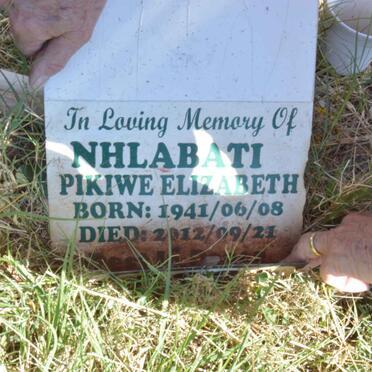 In Loving Memory Of
NHLABATI
PIKIWE ELIZABETH
BORN: 1941/06/08
DIED: 2012/09/21